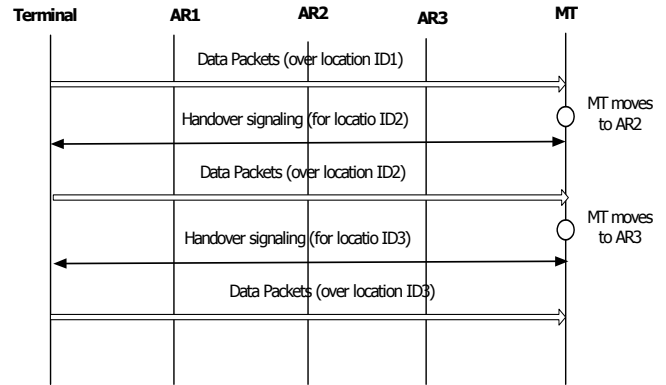 Terminal AR1 AR2 AR3 MT
Data Packets (over location ID1)
MT moves
to AR2
Handover signaling (for locatio ID2)
Data Packets (over location ID2)
MT moves
to AR3
Handover signaling (for locatio ID3)
Data Packets (over location ID3)